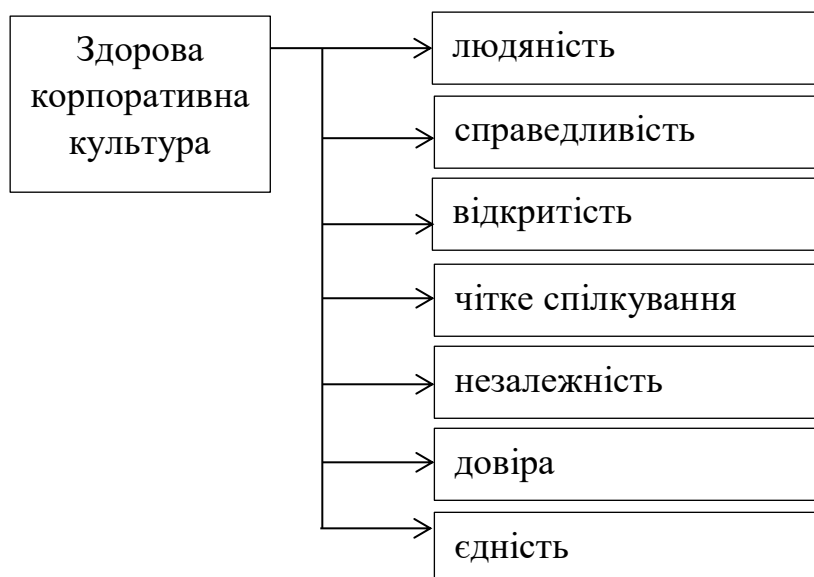 Здорова
корпоративна
культура
людяність
справедливість
відкритість
чітке спілкування
незалежність
довіра
єдність